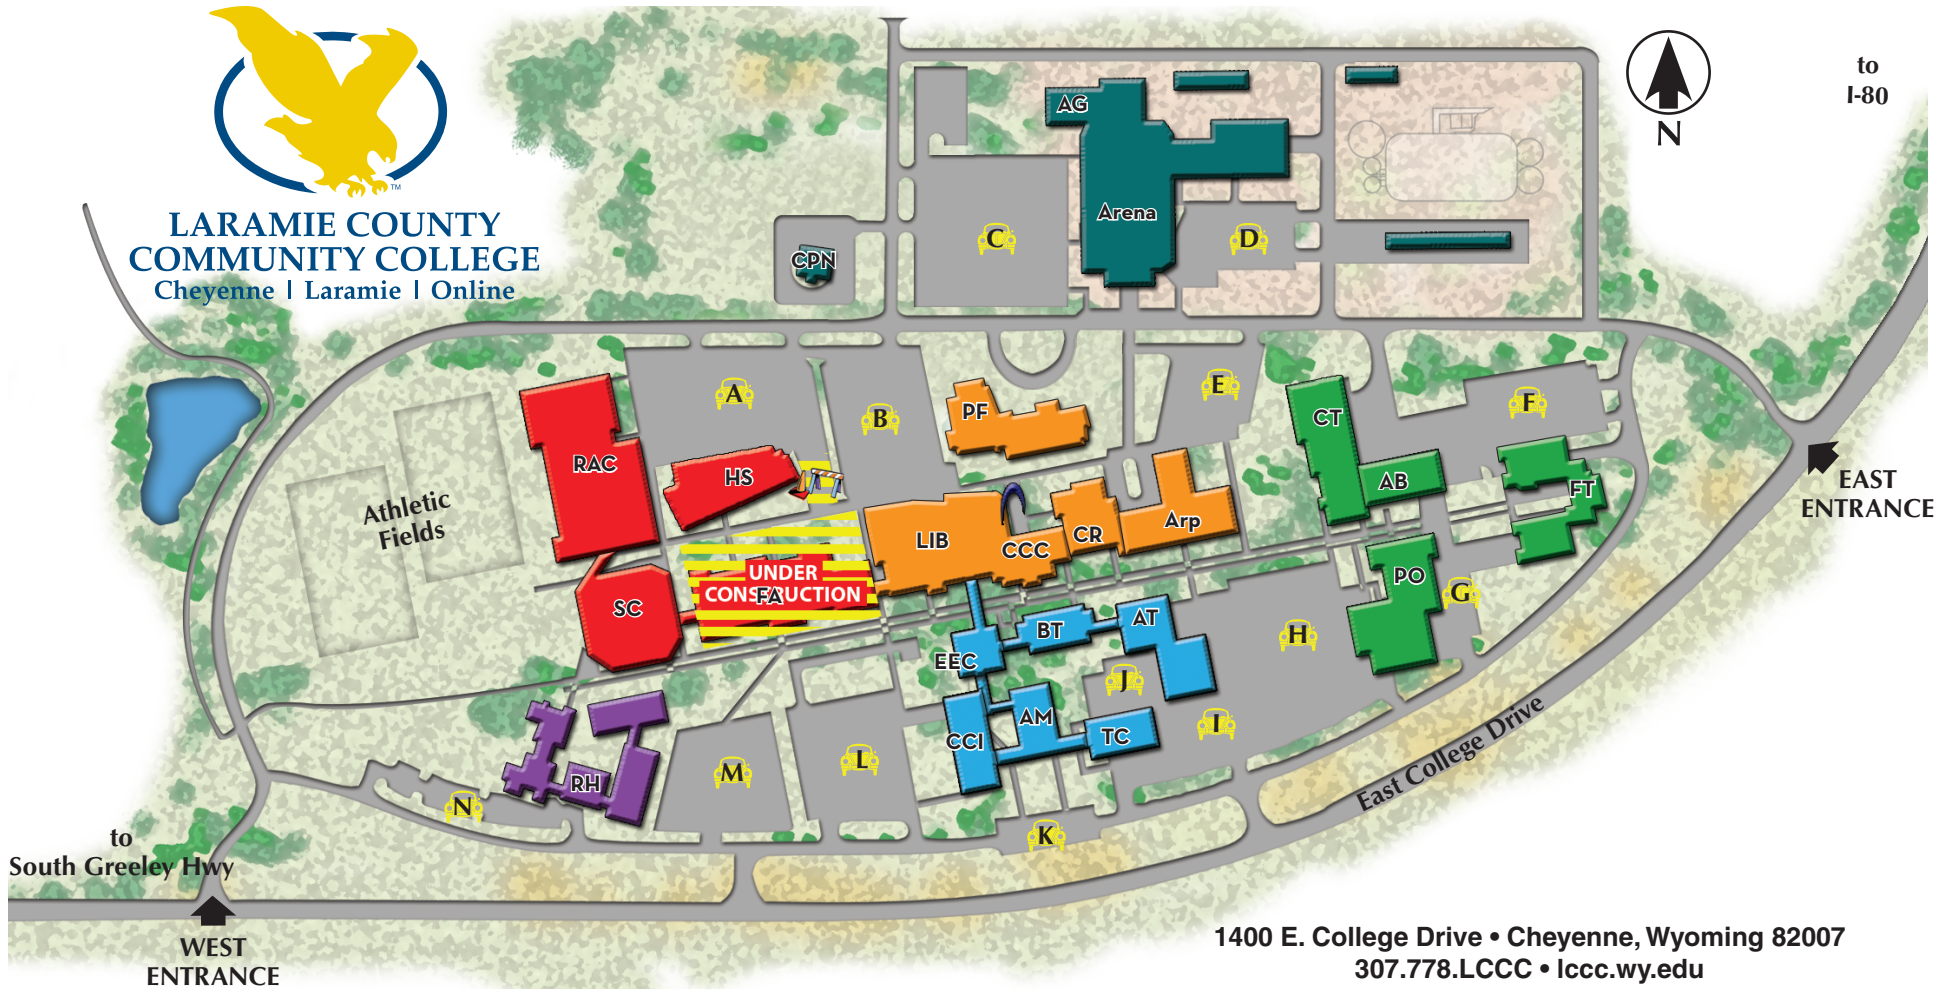 LARAMIE COUNTY
COMMUNITY COLLEGE
Cheyenne | Laramie | Online
TM
N
to
I-80
AG
Arena
C
D
CPN
A
B
E
F
PF
CT
RAC
HS
AB
FT
EAST
ENTRANCE
Athletic
Fields
LIB
CCC
CR
Arp
UNDER
CONSTRUCTION
FA
SC
PO
G
BT
AT
H
EEC
J
AM
CCI
TC
I
RH
M
L
N
K
East College Drive
to
South Greeley Hwy
WEST
ENTRANCE
1400 E. College Drive • Cheyenne, Wyoming 82007
307.778.LCCC • lccc.wy.edu